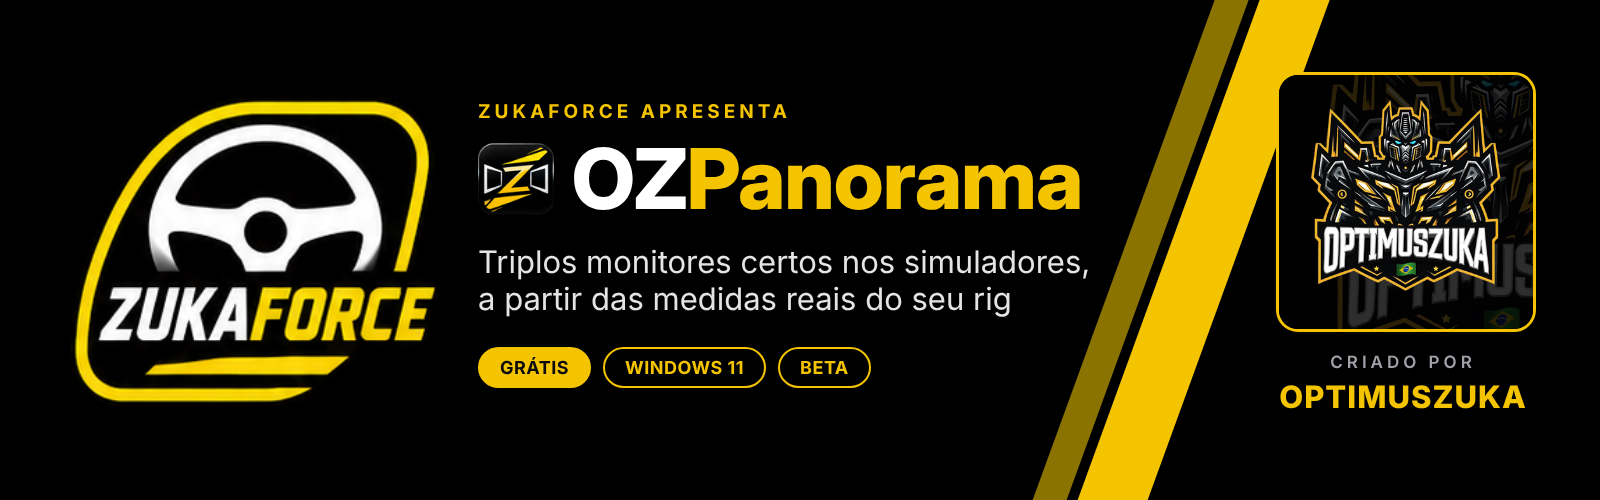 ZUKAFORCE
ZUKAFORCE APRESENTA
Z OZPanorama
Triplos monitores certos nos simuladores,
a partir das medidas reais do seu rig
GRÁTIS
WINDOWS 11
BETA
OPTIMUSZUKA
CRIADO POR
OPTIMUSZUKA